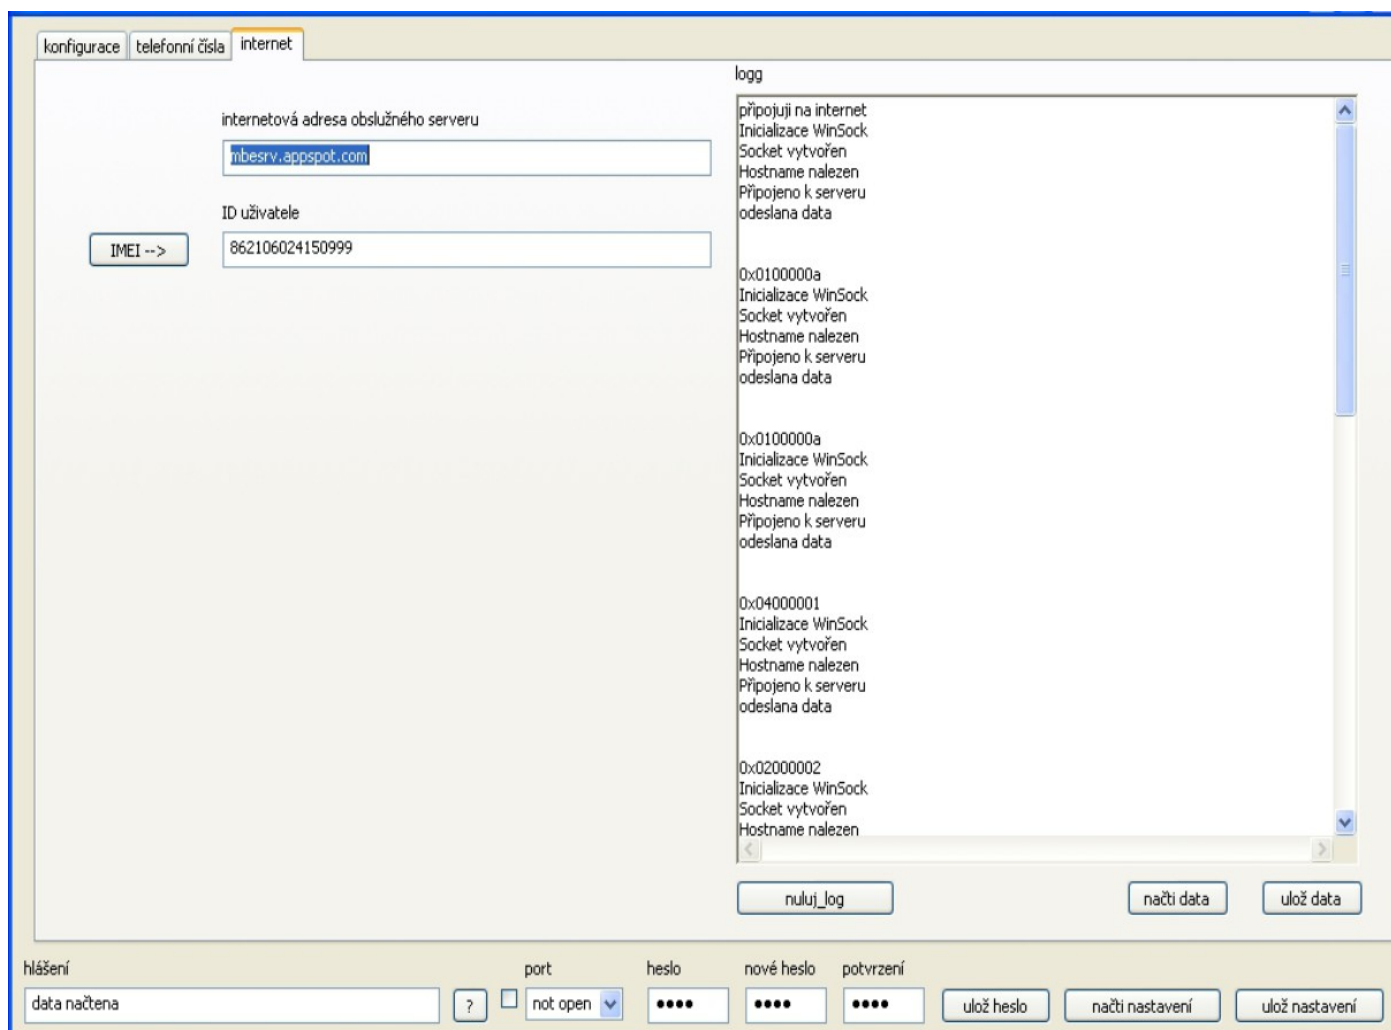 konfigurace telefonní čísla internet
internetová adresa obslužného serveru
mbesrv.appspot.com
ID uživatele
IMEI -->
862106024150999
logg
připojuji na internet
Inicializace WinSock
Socket vytvořen
Hostname nalezen
Připojeno k serveru
odeslana data
0x0100000a
Inicializace WinSock
Socket vytvořen
Hostname nalezen
Připojeno k serveru
odeslana data
0x0100000a
Inicializace WinSock
Socket vytvořen
Hostname nalezen
Připojeno k serveru
odeslana data
0x04000001
Inicializace WinSock
Socket vytvořen
Hostname nalezen
Připojeno k serveru
odeslana data
0x02000002
Inicializace WinSock
Socket vytvořen
Hostname nalezen
nuluj_log načti data ulož data
hlášení port heslo nové heslo potvrzení
data načtena ? not open •••• •••• •••• ulož heslo načti nastavení ulož nastavení